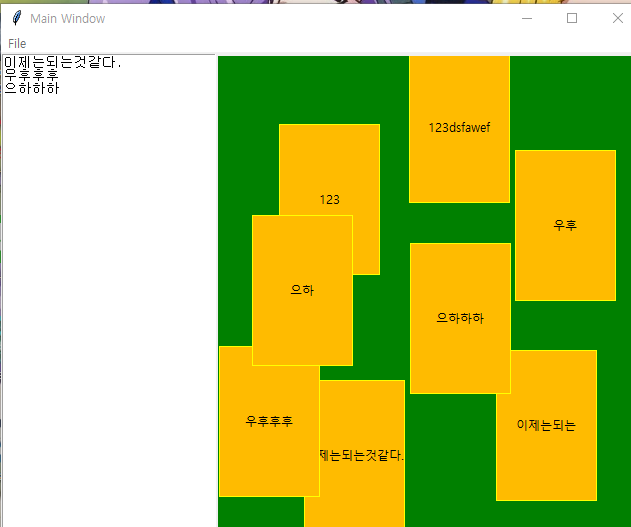 Main Window
File
이제는되는것같다.
우후후후
으하하하
123dsfawef
123
우후
으하
으하하하
우후후후
이제는되는
제는되는것같다.